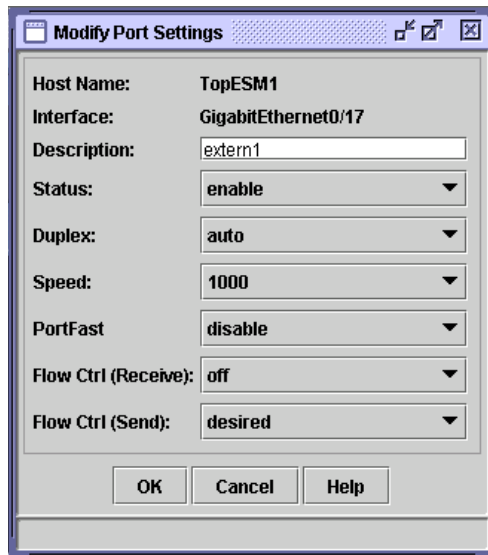 Modify Port Settings
Host Name: TopESM1
Interface: GigabitEthernet0/17
Description: extern1
Status: enable
Duplex: auto
Speed: 1000
PortFast disable
Flow Ctrl (Receive): off
Flow Ctrl (Send): desired
OK Cancel Help